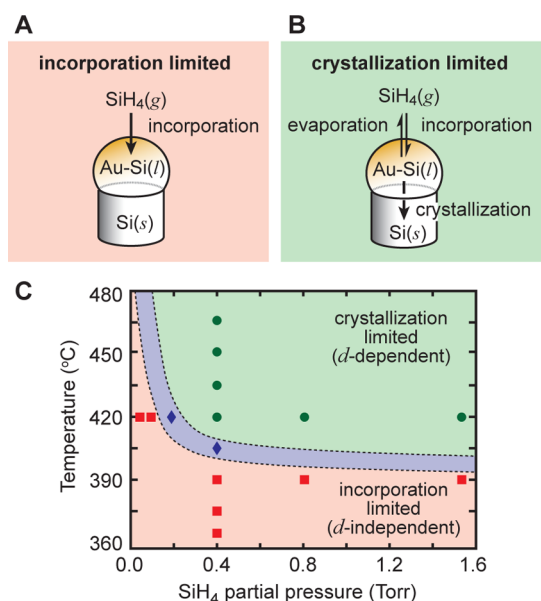 A
incorporation limited
SiH4(g)
incorporation
Au-Si(l)
Si(s)
B
crystallization limited
SiH4(g)
evaporation
incorporation
Au-Si(l)
crystallization
Si(s)
C
480
450
420
390
360
Temperature (°C)
crystallization
limited
(d-dependent)
incorporation
limited
(d-independent)
0.0
0.4
0.8
1.2
1.6
SiH4 partial pressure (Torr)